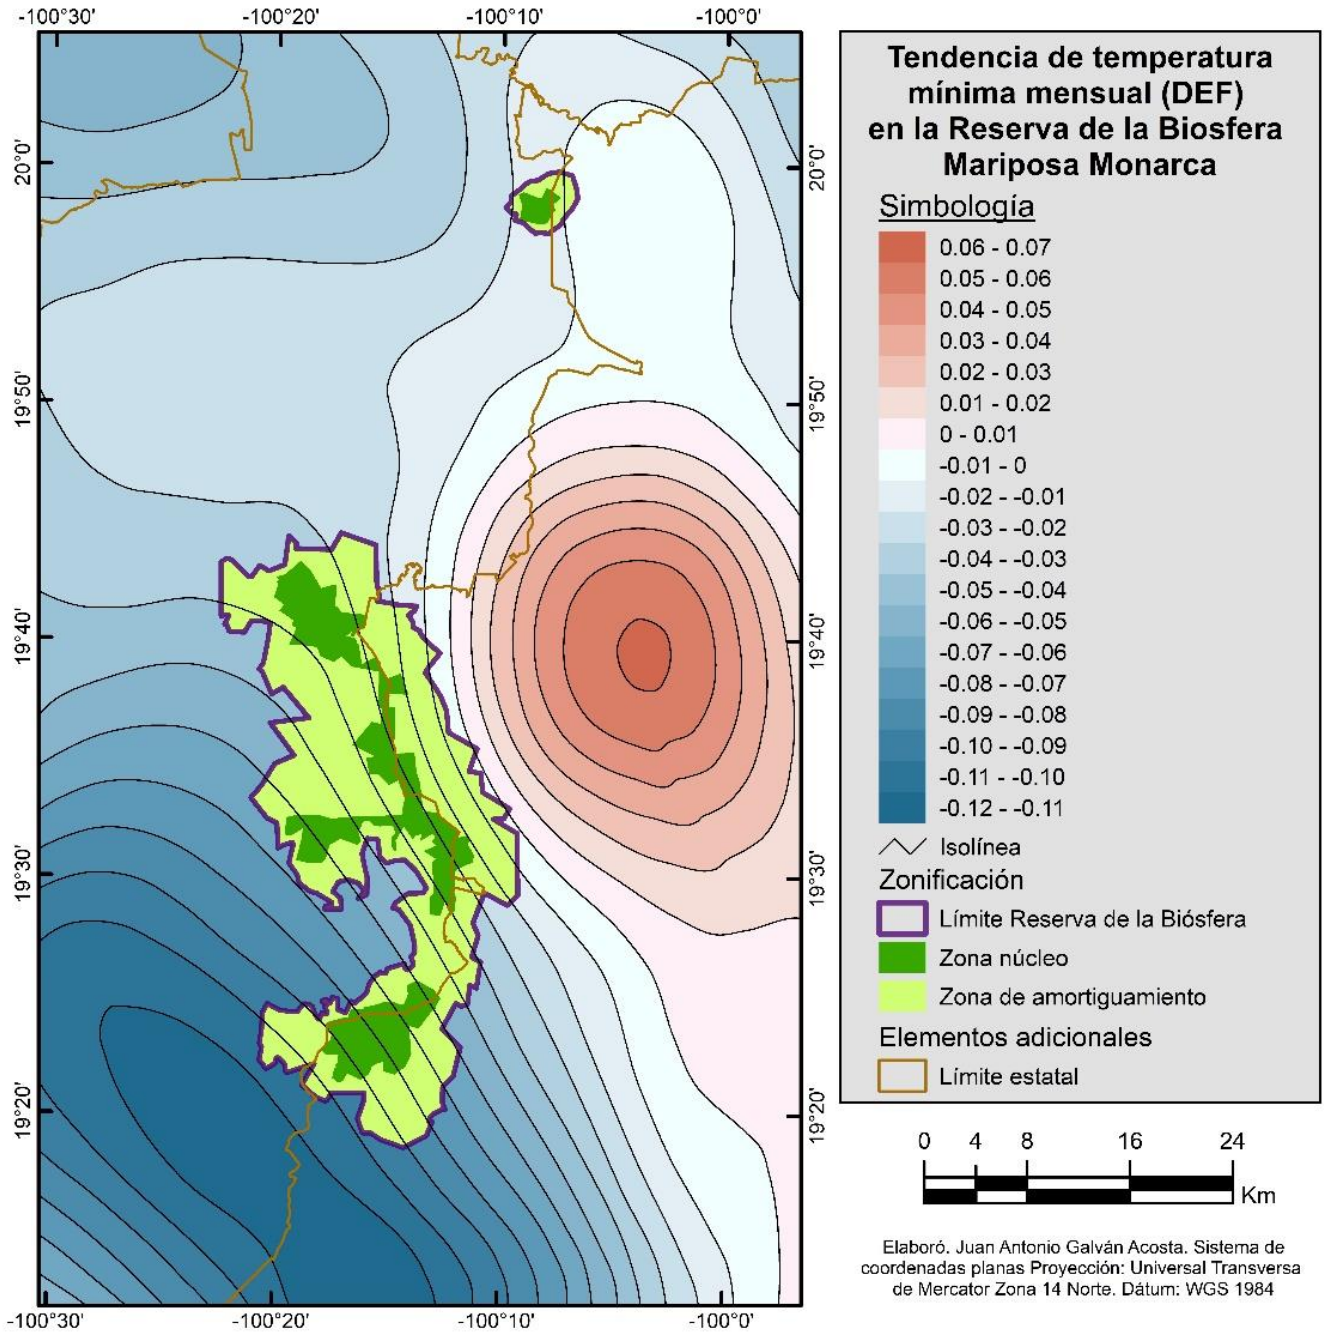 -100°30' -100°20' -100°10' -100°0'
20°0'
19°50'
19°40'
19°30'
19°20'
20°0'
19°50'
19°40'
19°30'
19°20'
-100°30' -100°20' -100°10' -100°0'
Tendencia de temperatura
mínima mensual (DEF)
en la Reserva de la Biosfera
Mariposa Monarca
Simbología
0.06 - 0.07
0.05 - 0.06
0.04 - 0.05
0.03 - 0.04
0.02 - 0.03
0.01 - 0.02
0 - 0.01
-0.01 - 0
-0.02 - -0.01
-0.03 - -0.02
-0.04 - -0.03
-0.05 - -0.04
-0.06 - -0.05
-0.07 - -0.06
-0.08 - -0.07
-0.09 - -0.08
-0.10 - -0.09
-0.11 - -0.10
-0.12 - -0.11
Isolínea
Zonificación
Límite Reserva de la Biósfera
Zona núcleo
Zona de amortiguamiento
Elementos adicionales
Límite estatal
0 4 8 16 24
Km
Elaboró. Juan Antonio Galván Acosta. Sistema de
coordenadas planas Proyección: Universal Transversa
de Mercator Zona 14 Norte. Dátum: WGS 1984